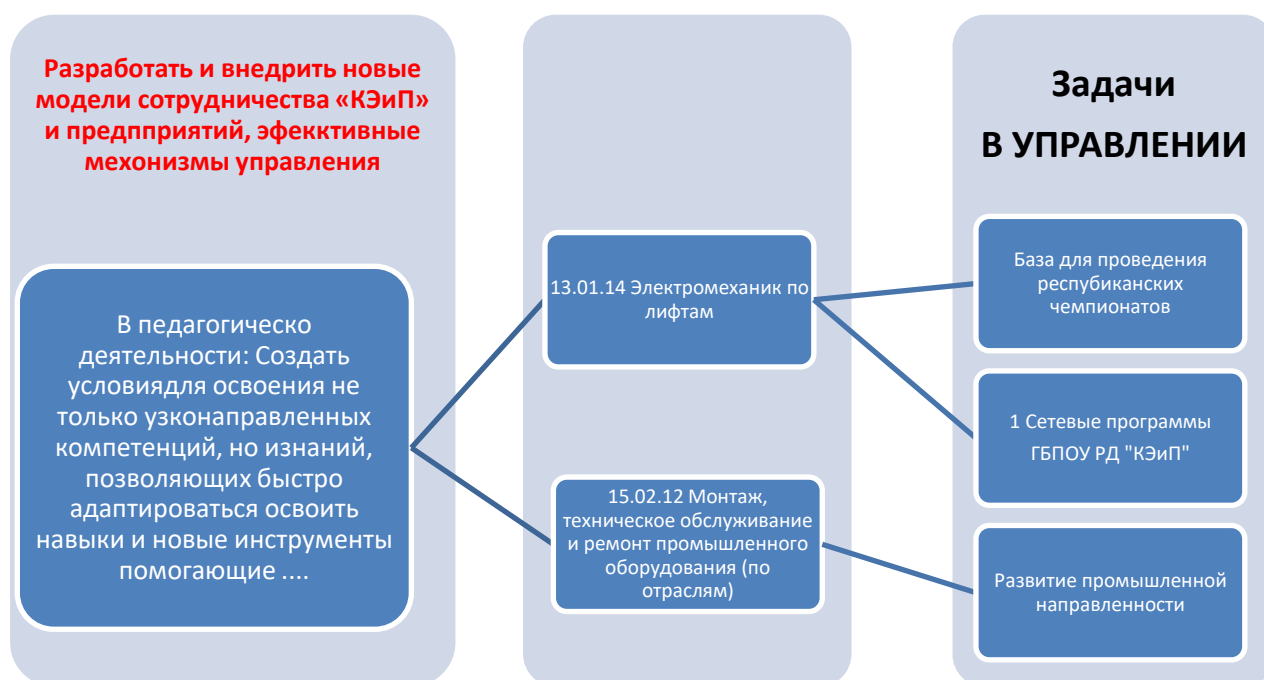 Разработать и внедрить новые
модели сотрудничества «КЭиП»
и предпприятий, эфекктивные
мехонизмы управления
В педагогическо
деятельности: Создать
условиядля освоения не
только узконаправленных
компетенций, но изнаний,
позволяющих быстро
адаптироваться освоить
навыки и новые инструменты
помогающие ....
13.01.14 Электромеханик по
лифтам
15.02.12 Монтаж,
техническое обслуживание
и ремонт промышленного
оборудования (по
отраслям)
Задачи
В УПРАВЛЕНИИ
База для проведения
респубиканских
чемпионатов
1 Сетевые программы
ГБПОУ РД "КЭиП"
Развитие промышленной
направленности